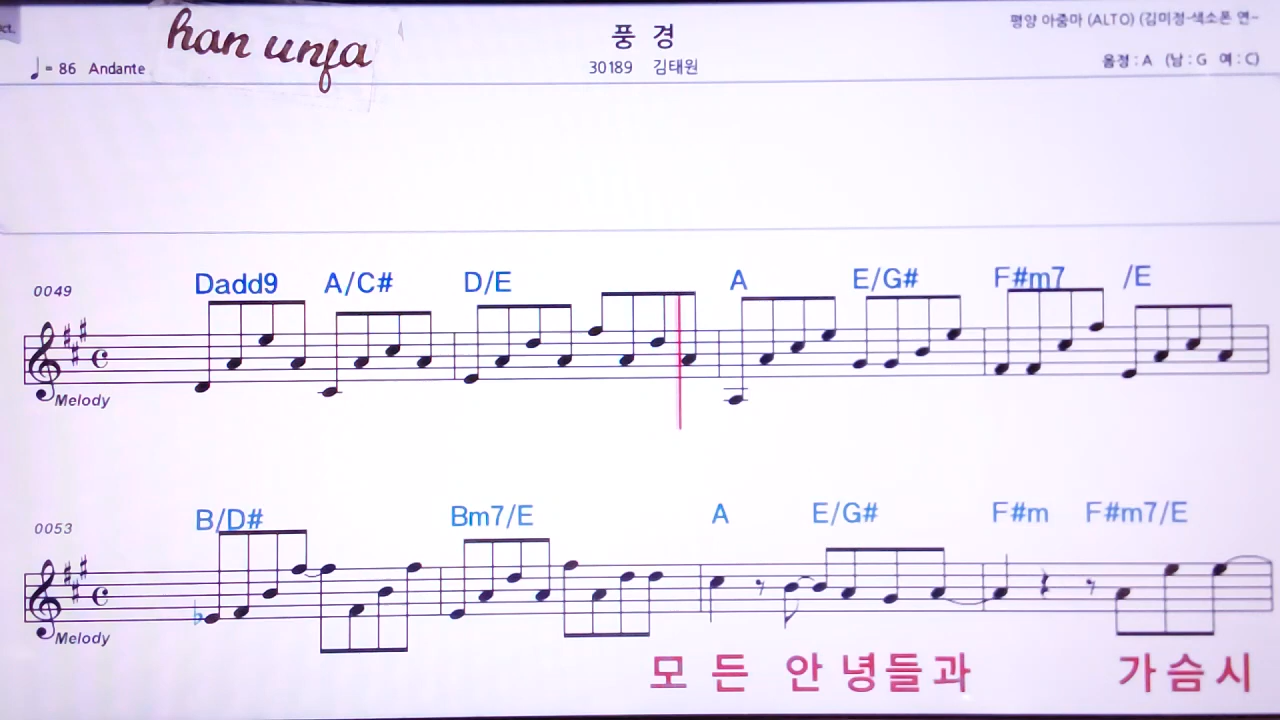 ct.
han unja
풍 경
평양 아줌마 (ALTO) (김미정-색소폰 연-
♩= 86 Andante
30189 김태원
음정 : A (남 : G 여 : C)
Dadd9 A/C# D/E A E/G# F#m7 /E
0049
Melody
B/D# Bm7/E A E/G# F#m F#m7/E
0053
Melody
모 든 안 녕 들 과 가 슴 시